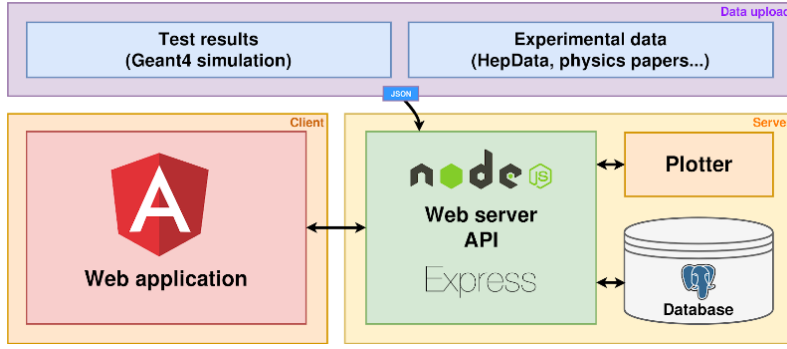 Data upload
Test results
(Geant4 simulation)
Experimental data
(HepData, physics papers...)
JSON
Client
Server
A
Web application
node
JS
Web server
API
Express
Plotter
Database